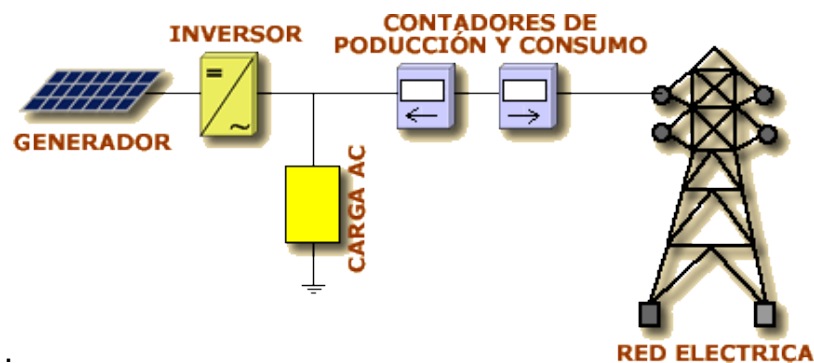 CONTADORES DE
PODUCCIÓN Y CONSUMO
INVERSOR
GENERADOR
CARGA AC
RED ELECTRICA
.